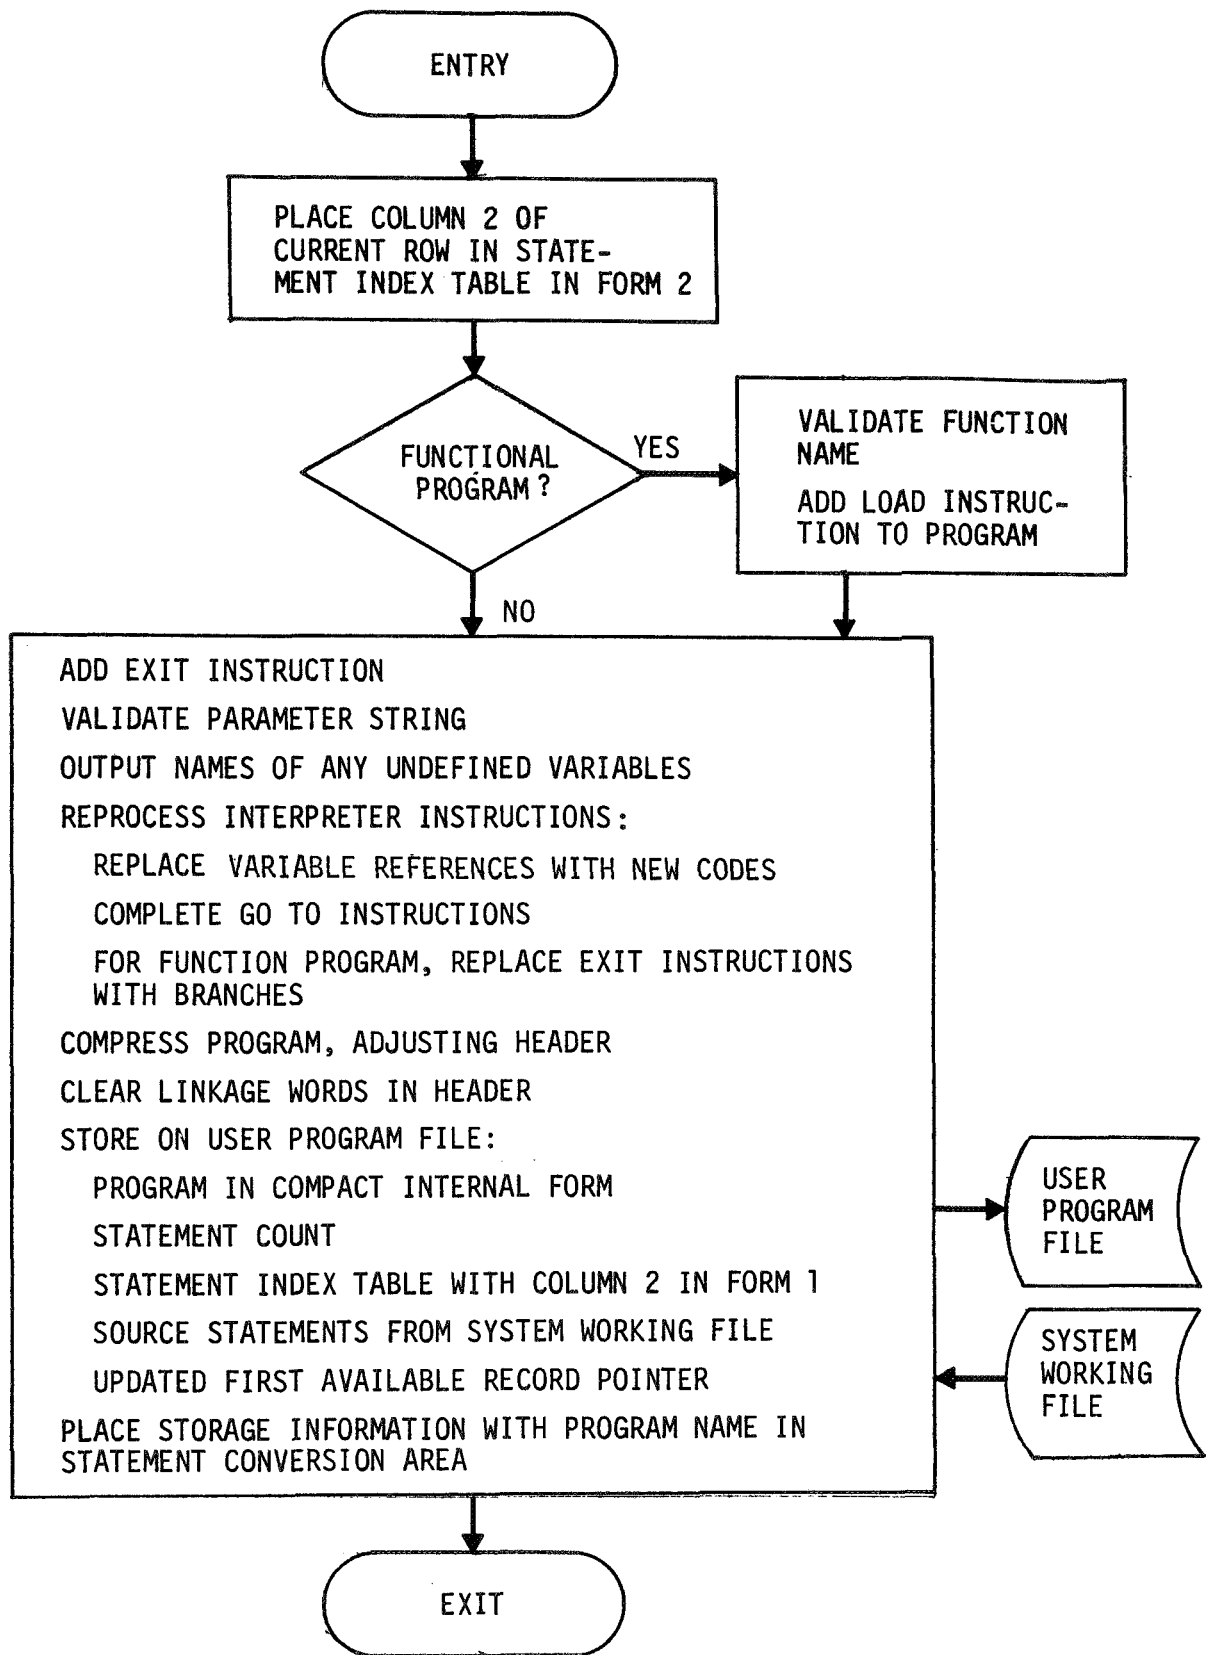 ENTRY
PLACE COLUMN 2 OF
CURRENT ROW IN STATE-
MENT INDEX TABLE IN FORM 2
FUNCTIONAL
PROGRAM?
YES
VALIDATE FUNCTION
NAME
ADD LOAD INSTRUC-
TION TO PROGRAM
NO
ADD EXIT INSTRUCTION
VALIDATE PARAMETER STRING
OUTPUT NAMES OF ANY UNDEFINED VARIABLES
REPROCESS INTERPRETER INSTRUCTIONS:
REPLACE VARIABLE REFERENCES WITH NEW CODES
COMPLETE GO TO INSTRUCTIONS
FOR FUNCTION PROGRAM, REPLACE EXIT INSTRUCTIONS
WITH BRANCHES
COMPRESS PROGRAM, ADJUSTING HEADER
CLEAR LINKAGE WORDS IN HEADER
STORE ON USER PROGRAM FILE:
PROGRAM IN COMPACT INTERNAL FORM
STATEMENT COUNT
STATEMENT INDEX TABLE WITH COLUMN 2 IN FORM 1
SOURCE STATEMENTS FROM SYSTEM WORKING FILE
UPDATED FIRST AVAILABLE RECORD POINTER
PLACE STORAGE INFORMATION WITH PROGRAM NAME IN
STATEMENT CONVERSION AREA
USER
PROGRAM
FILE
SYSTEM
WORKING
FILE
EXIT